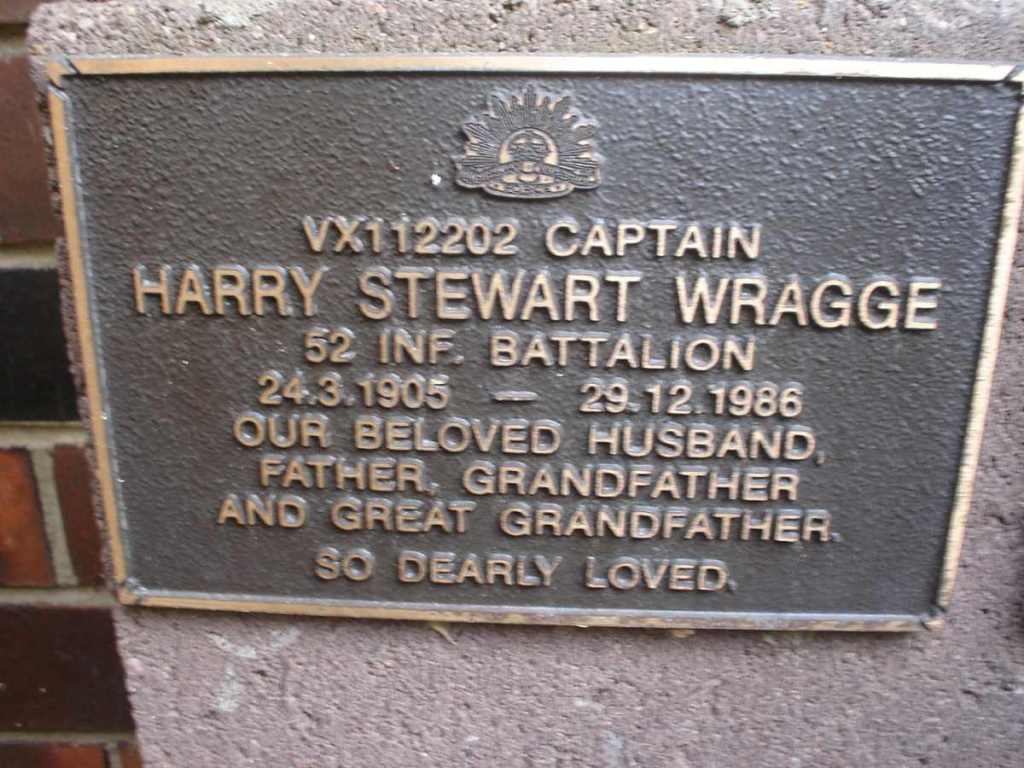 VX112202 CAPTAIN
HARRY STEWART WRAGGE
52 INF. BATTALION
24.3.1905 — 29.12.1986
OUR BELOVED HUSBAND,
FATHER, GRANDFATHER
AND GREAT GRANDFATHER.
SO DEARLY LOVED.